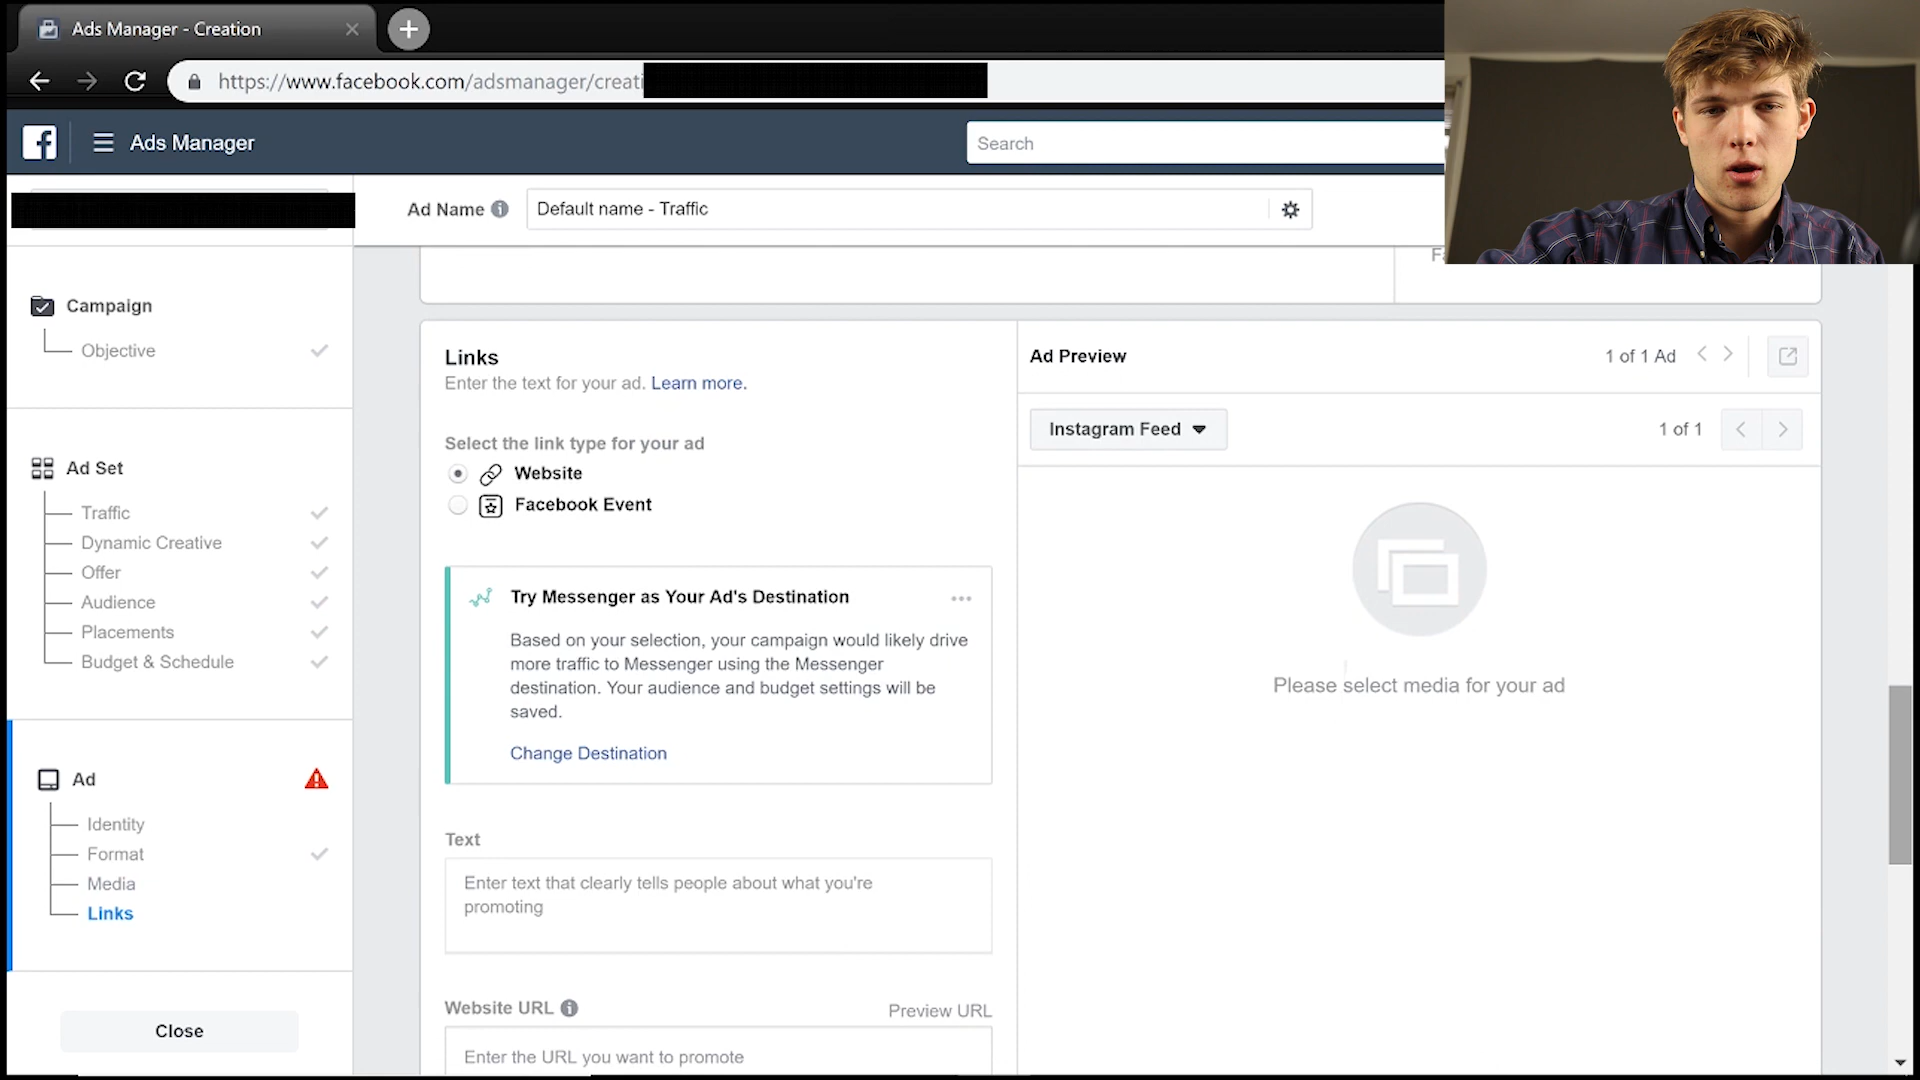 Ads Manager - Creation
https://www.facebook.com/adsmanager/creati
Ads Manager
Search
Ad Name
Default name - Traffic
Campaign
Objective
Ad Set
Traffic
Dynamic Creative
Offer
Audience
Placements
Budget & Schedule
Ad
Identity
Format
Media
Links
Close
Links
Enter the text for your ad. Learn more.
Select the link type for your ad
Website
Facebook Event
Try Messenger as Your Ad's Destination
Based on your selection, your campaign would likely drive
more traffic to Messenger using the Messenger
destination. Your audience and budget settings will be
saved.
Change Destination
Text
Enter text that clearly tells people about what you're
promoting
Website URL
Preview URL
Enter the URL you want to promote
Ad Preview
1 of 1 Ad
Instagram Feed
1 of 1
Please select media for your ad